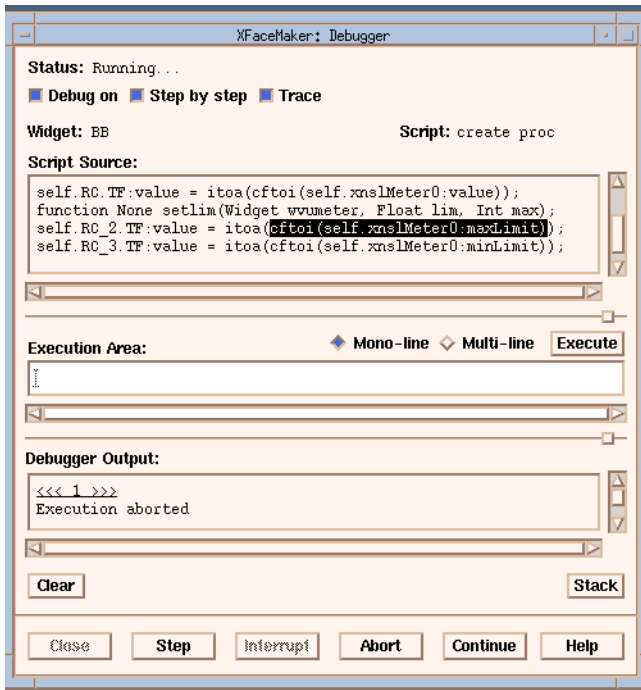 XFaceMaker: Debugger
Status: Running...
Debug on Step by step Trace
Widget: BB Script: create proc
Script Source:
self.RC.TF:value = itoa(cftoi(self.xnslMeter0:value));
function None setlim(Widget wvumeter, Float lim, Int max);
self.RC_2.TF:value = itoa(cftoi(self.xnslMeter0:maxLimit));
self.RC_3.TF:value = itoa(cftoi(self.xnslMeter0:minLimit));
Execution Area: Mono-line Multi-line Execute
Debugger Output:
<<< 1 >>>
Execution aborted
Clear Stack
Close Step Interrupt Abort Continue Help